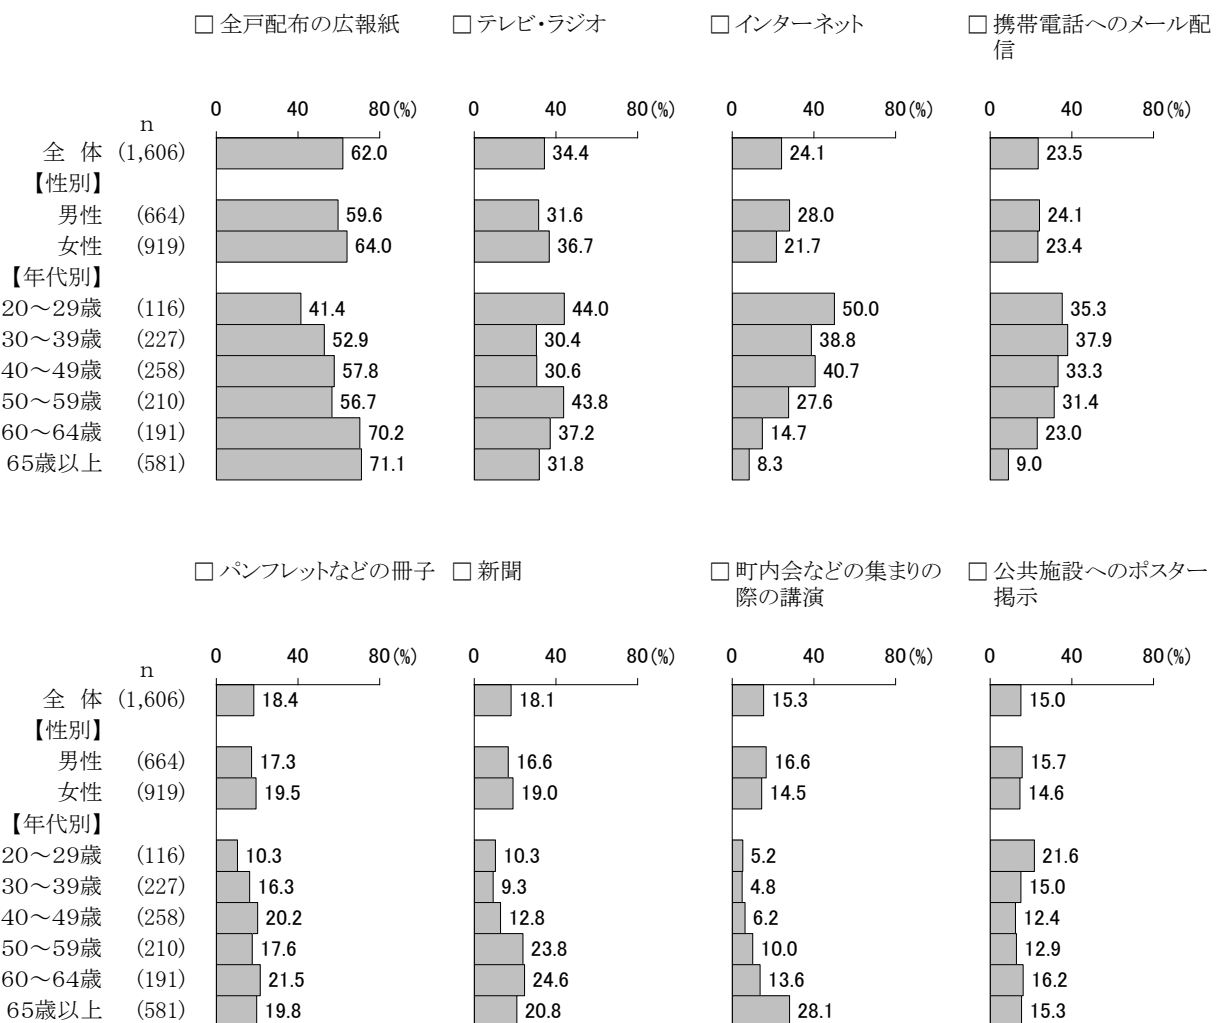 □ 全戸配布の広報紙 □ テレビ・ラジオ □ インターネット □ 携帯電話へのメール配
信
0 40 80(%) 0 40 80(%) 0 40 80(%) 0 40 80(%)
n
全 体 (1,606) 62.0 34.4 24.1 23.5
【性別】
男性 (664) 59.6 31.6 28.0 24.1
女性 (919) 64.0 36.7 21.7 23.4
【年代別】
20～29歳 (116) 41.4 44.0 50.0 35.3
30～39歳 (227) 52.9 30.4 38.8 37.9
40～49歳 (258) 57.8 30.6 40.7 33.3
50～59歳 (210) 56.7 43.8 27.6 31.4
60～64歳 (191) 70.2 37.2 14.7 23.0
65歳以上 (581) 71.1 31.8 8.3 9.0
□ パンフレットなどの冊子 □ 新聞 □ 町内会などの集まりの □ 公共施設へのポスター
際の講演 掲示
0 40 80(%) 0 40 80(%) 0 40 80(%) 0 40 80(%)
n
全 体 (1,606) 18.4 18.1 15.3 15.0
【性別】
男性 (664) 17.3 16.6 16.6 15.7
女性 (919) 19.5 19.0 14.5 14.6
【年代別】
20～29歳 (116) 10.3 10.3 5.2 21.6
30～39歳 (227) 16.3 9.3 4.8 15.0
40～49歳 (258) 20.2 12.8 6.2 12.4
50～59歳 (210) 17.6 23.8 10.0 12.9
60～64歳 (191) 21.5 24.6 13.6 16.2
65歳以上 (581) 19.8 20.8 28.1 15.3